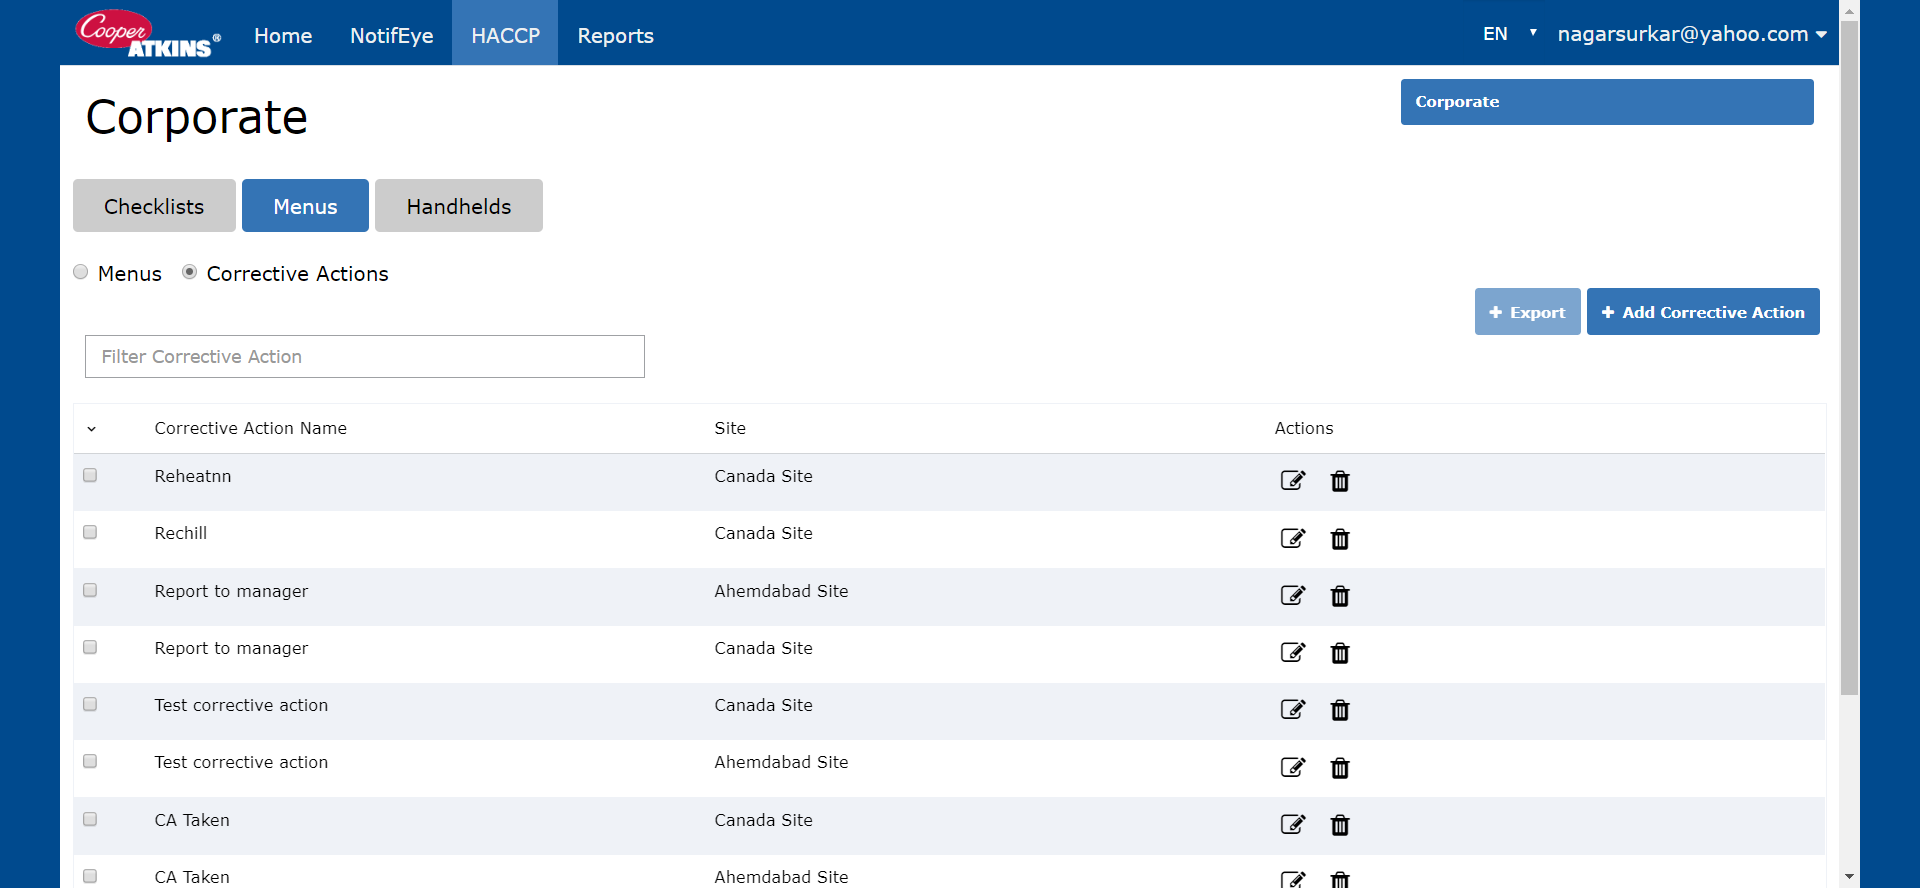 Cooper ATKINS® Home NotifEye HACCP Reports EN nagarsurkar@yahoo.com
Corporate
Corporate
Checklists Menus Handhelds
Menus Corrective Actions
Export Add Corrective Action
Filter Corrective Action
Corrective Action Name Site Actions
Reheatnn Canada Site
Rechill Canada Site
Report to manager Ahemdabad Site
Report to manager Canada Site
Test corrective action Canada Site
Test corrective action Ahemdabad Site
CA Taken Canada Site
CA Taken Ahemdabad Site